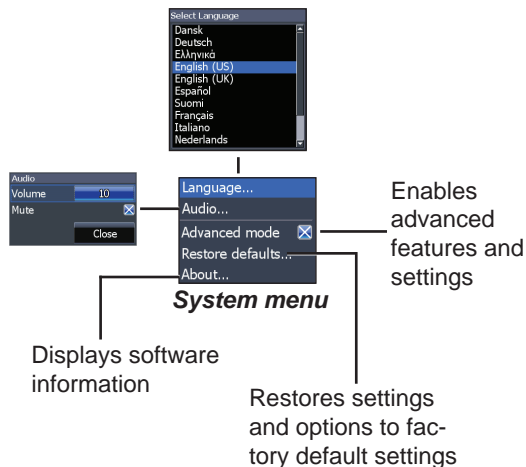 Select Language
Dansk
Deutsch
Ελληνικά
English (US)
English (UK)
Español
Suomi
Français
Italiano
Nederlands
Audio
Volume 10
Mute
Close
Language...
Audio...
Advanced mode
Restore defaults...
About...
System menu
Enables
advanced
features and
settings
Displays software
information
Restores settings
and options to fac-
tory default settings